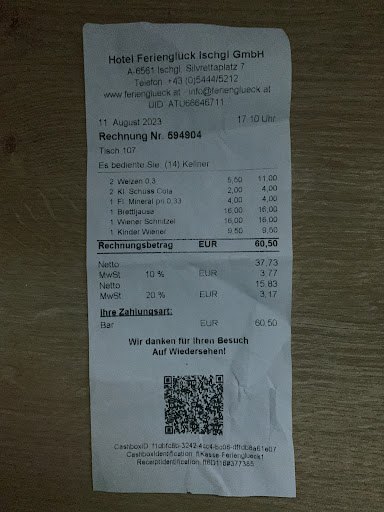 Hotel Ferienglück Ischgl GmbH
A-6561 Ischgl, Silvrettaplatz 7
Telefon +43 (0)5444/5212
www.ferienglueck.at info@ferienglueck.at
UID ATU66646711
11. August 2023 17:10 Uhr
Rechnung Nr. 594904
Tisch 107
Es bediente Sie: (14) Kellner
2 Weizen 0,3 5,50 11,00
2 Kl. Schuss Cola 2,00 4,00
1 Fl. Mineral pri 0,33 4,00 4,00
1 Brettljause 16,00 16,00
1 Wiener Schnitzel 16,00 16,00
1 Kinder Wiener 9,50 9,50
Rechnungsbetrag EUR 60,50
Netto 37,73
MwSt 10 % EUR 3,77
Netto 15,83
MwSt 20 % EUR 3,17
Ihre Zahlungsart:
Bar EUR 60,50
Wir danken für Ihren Besuch
Auf Wiedersehen!
CashboxID
CashboxIdentification
ReceiptIdentification